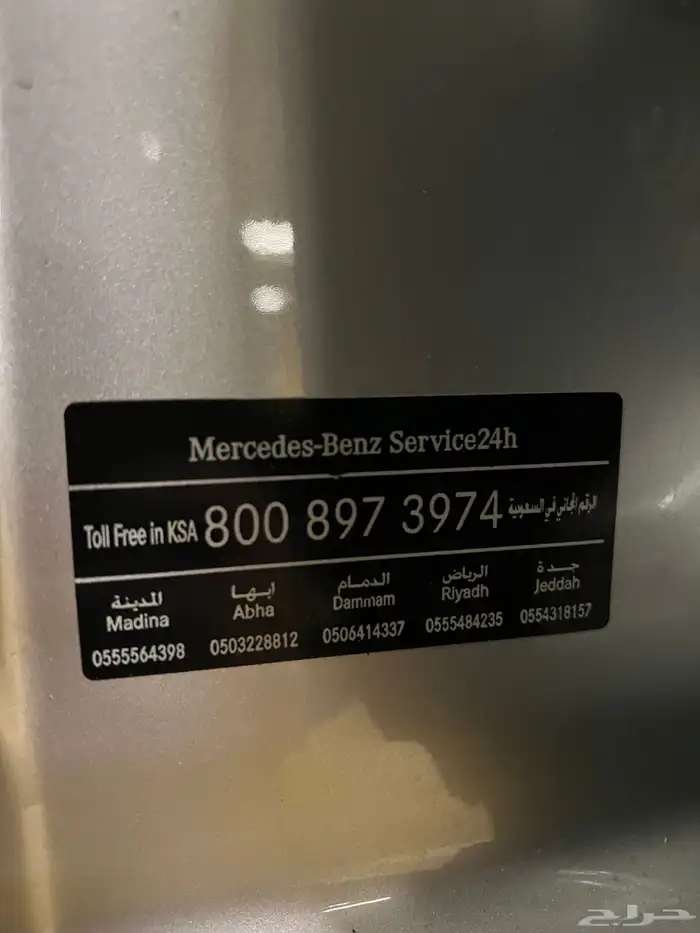 Mercedes-Benz Service24h
Toll Free in KSA 800 897 3974 الرقم المجاني في السعودية
المدينة ابها الدمام الرياض جدة
Madina Abha Dammam Riyadh Jeddah
0555564398 0503228812 0506414337 0555484235 0554318157
حراج